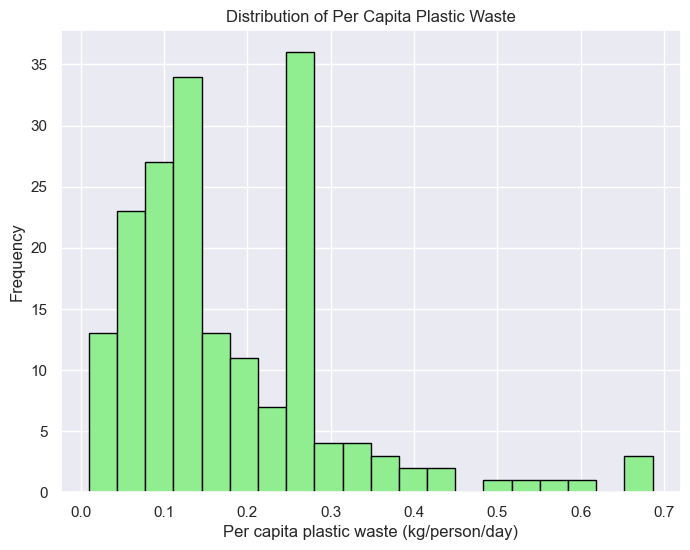 Distribution of Per Capita Plastic Waste
35
30
25
20
15
10
5
0
Frequency
0.0 0.1 0.2 0.3 0.4 0.5 0.6 0.7
Per capita plastic waste (kg/person/day)